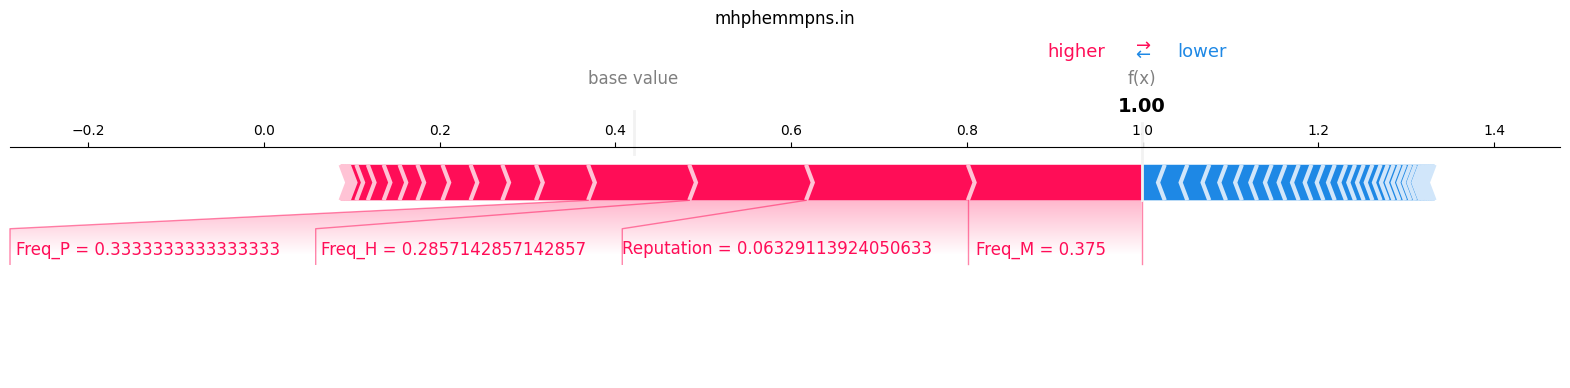 mhphemmpns.in
higher ⇄ lower
base value f(x)
1.00
−0.2 0.0 0.2 0.4 0.6 0.8 1.0 1.2 1.4
Freq_P = 0.3333333333333333 Freq_H = 0.2857142857142857 Reputation = 0.06329113924050633 Freq_M = 0.375